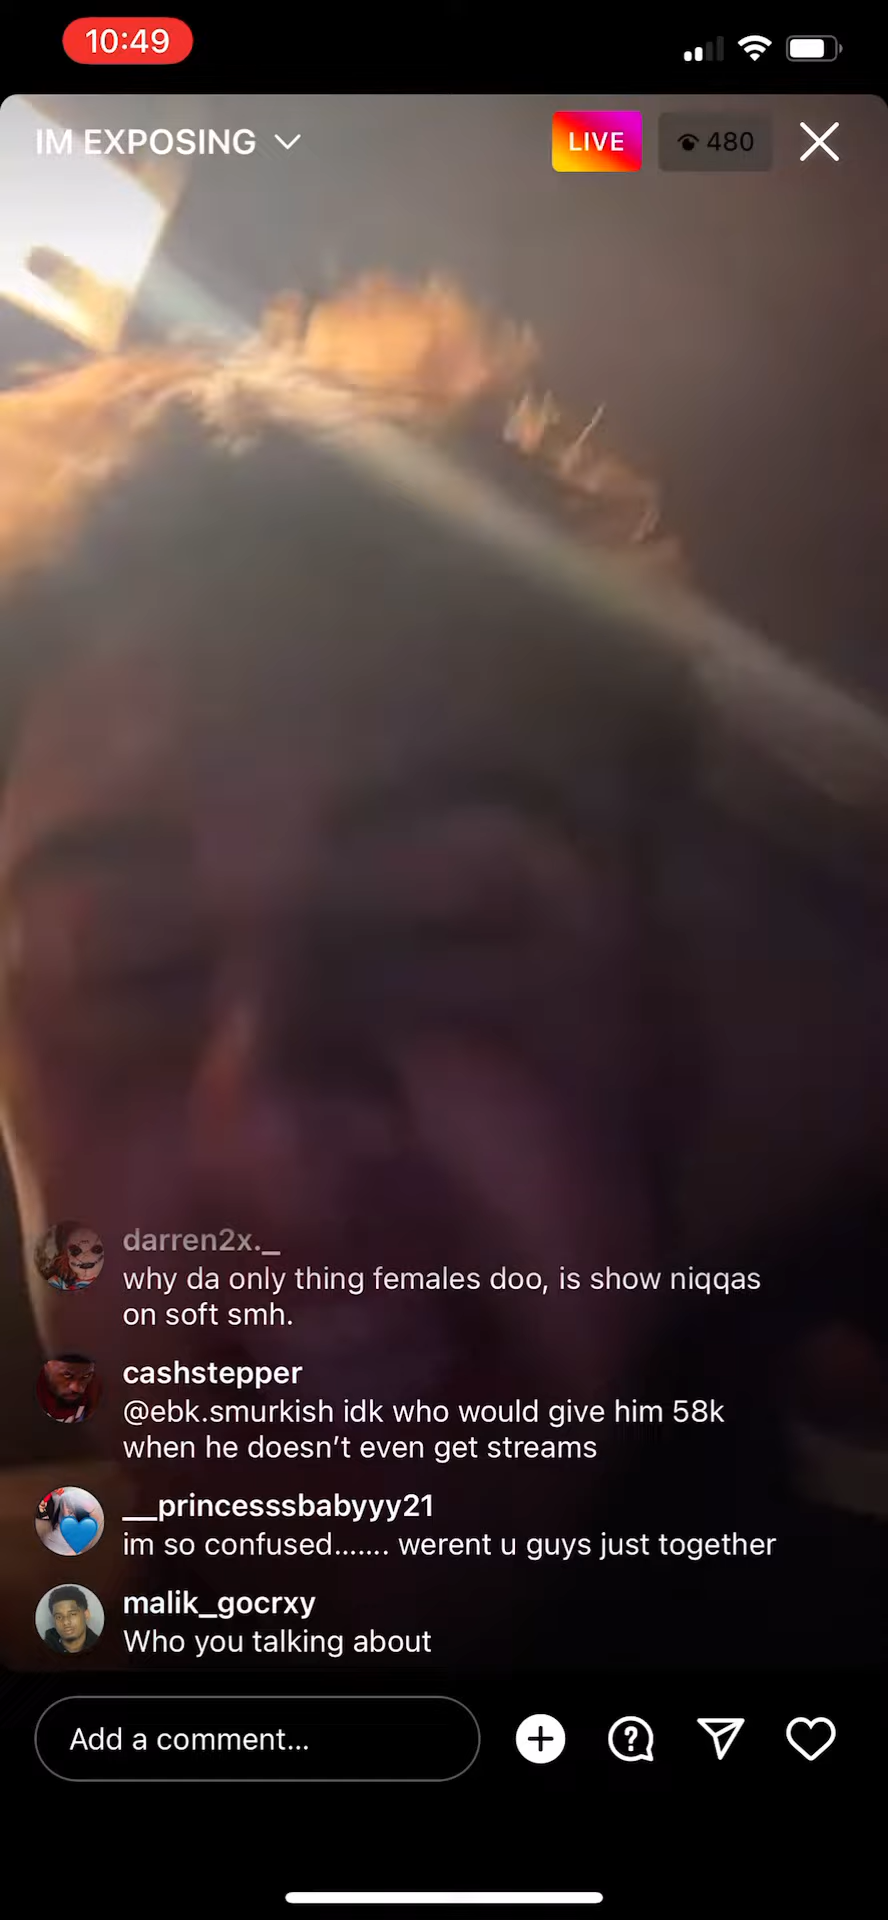 10:49
IM EXPOSING
LIVE
480
darren2x._
why da only thing females doo, is show niqqas
on soft smh.
cashstepper
@ebk.smurkish idk who would give him 58k
when he doesn't even get streams
__princesssbabyyy21
im so confused....... werent u guys just together
malik_gocrxy
Who you talking about
Add a comment...